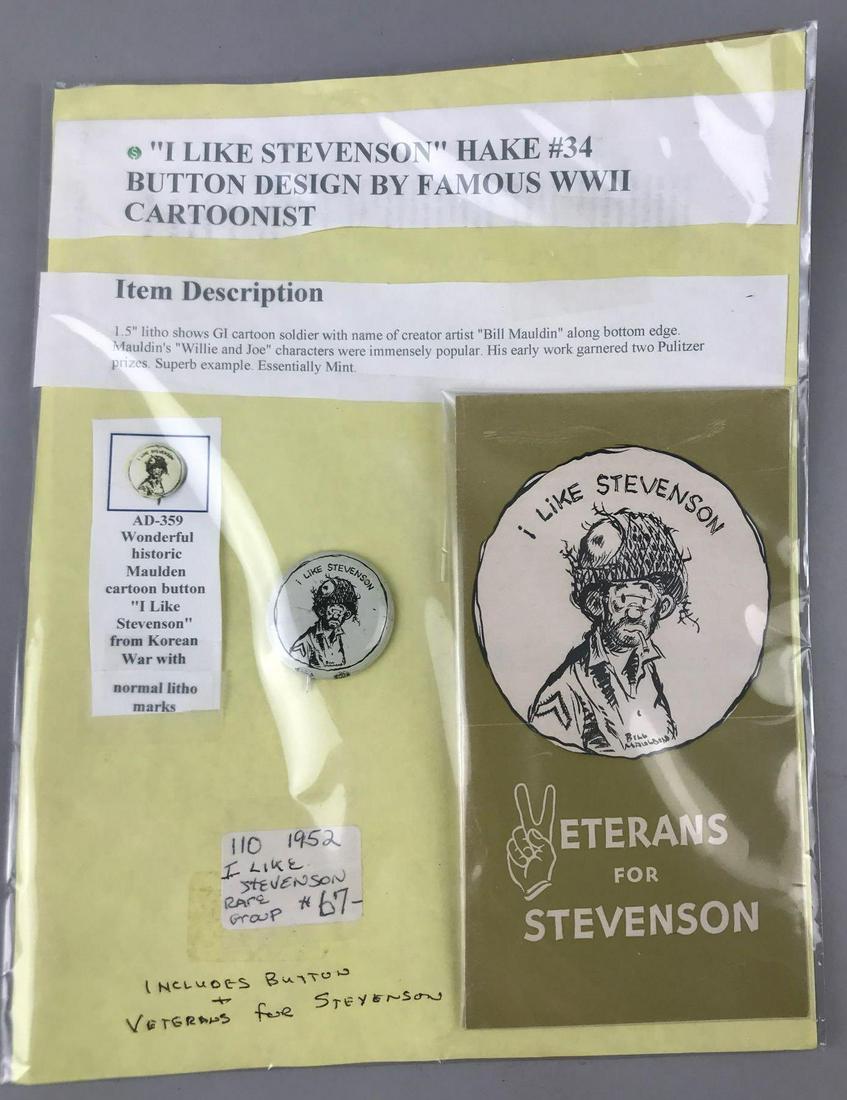 "I LIKE STEVENSON" HAKE #34
BUTTON DESIGN BY FAMOUS WWII
CARTOONIST
Item Description
1.5" litho shows GI cartoon soldier with name of creator artist "Bill Mauldin" along bottom edge.
Mauldin's "Willie and Joe" characters were immensely popular. His early work garnered two Pulitzer
prizes. Superb example. Essentially Mint.
I LIKE STEVENSON
AD-359
Wonderful
historic
Maulden
cartoon button
"I Like
Stevenson"
from Korean
War with
normal litho
marks
i LiKE STEVENSON
i LiKE STEVENSON
BILL
MAULDIN
VETERANS
FOR
STEVENSON
110 1952
I LIKE
STEVENSON
RARE
GROUP # 67-
INCLUDES BUTTON
+
VETERANS for STEVENSON